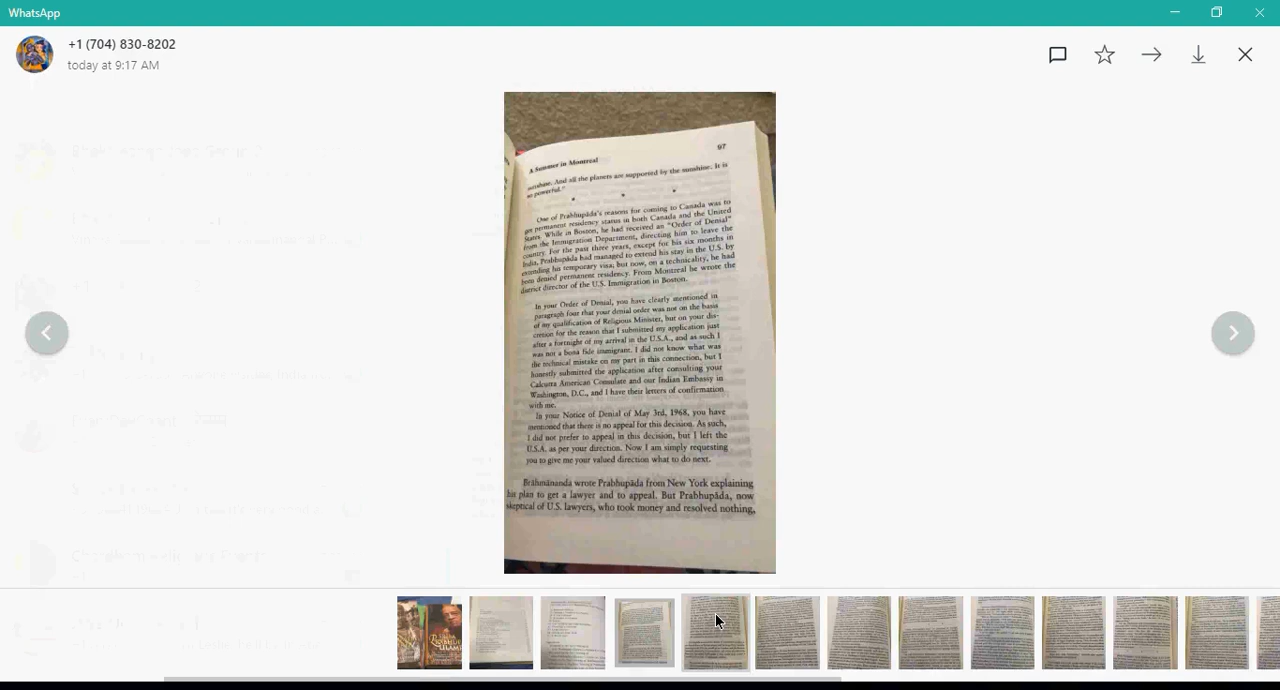 WhatsApp
+1 (704) 830-8202
today at 9:17 AM
A Summer in Montreal
97
sunshine. And all the planets are supported by the sunshine. It is
so powerful."
* * *
One of Prabhupāda's reasons for coming to Canada was to
get permanent residency status in both Canada and the United
States. While in Boston, he had received an "Order of Denial"
from the Immigration Department, directing him to leave the
country. For the past three years, except for his six months in
India, Prabhupāda had managed to extend his stay in the U.S. by
extending his temporary visa; but now, on a technicality, he had
been denied permanent residency. From Montreal he wrote the
district director of the U.S. Immigration in Boston.
In your Order of Denial, you have clearly mentioned in
paragraph four that your denial order was not on the basis
of my qualification of Religious Minister, but on your dis-
cretion for the reason that I submitted my application just
after a fortnight of my arrival in the U.S.A., and as such I
was not a bona fide immigrant. I did not know what was
the technical mistake on my part in this connection, but I
honestly submitted the application after consulting your
Calcutta American Consulate and our Indian Embassy in
Washington, D.C., and I have their letters of confirmation
with me.
In your Notice of Denial of May 3rd, 1968, you have
mentioned that there is no appeal for this decision. As such,
I did not prefer to appeal in this decision, but I left the
U.S.A. as per your direction. Now I am simply requesting
you to give me your valued direction what to do next.
Brahmānanda wrote Prabhupāda from New York explaining
his plan to get a lawyer and to appeal. But Prabhupāda, now
skeptical of U.S. lawyers, who took money and resolved nothing,